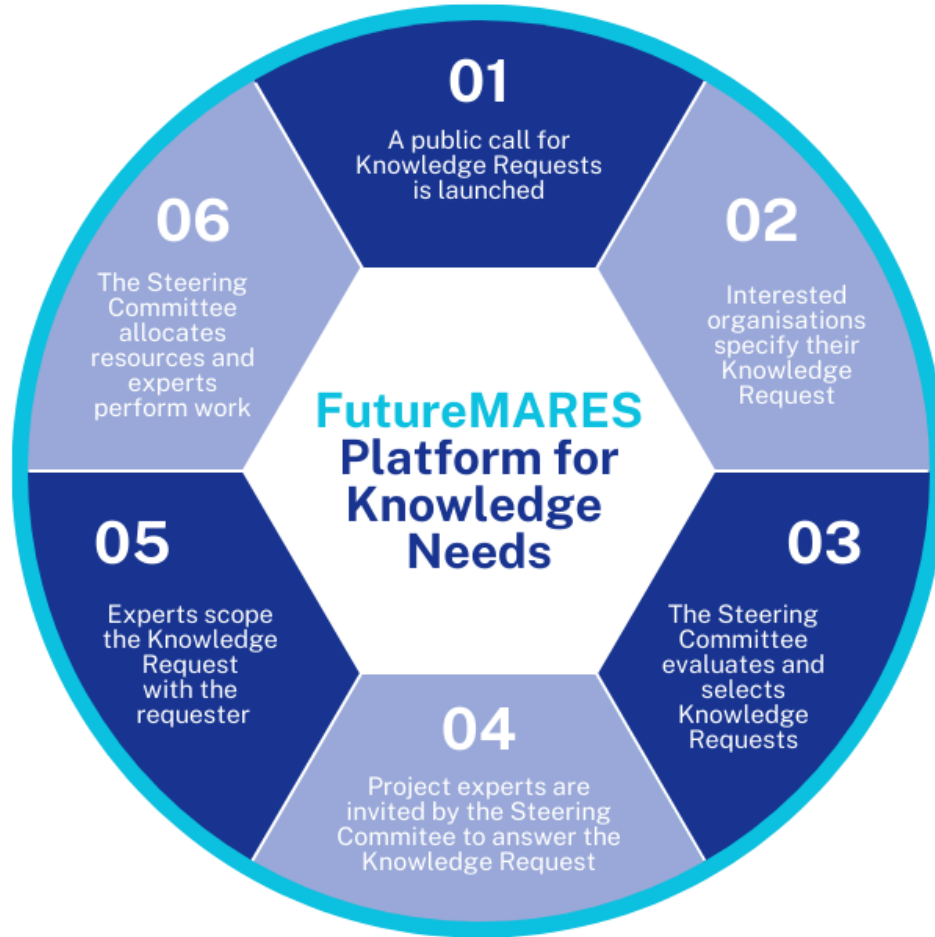 01
A public call for
Knowledge Requests
is launched
02
Interested
organisations
specify their
Knowledge
Request
03
The Steering
Committee
evaluates and
selects
Knowledge
Requests
04
Project experts are
invited by the Steering
Commitee to answer the
Knowledge Request
05
Experts scope
the Knowledge
Request
with the
requester
06
The Steering
Committee
allocates
resources and
experts
perform work
FutureMARES
Platform for
Knowledge
Needs